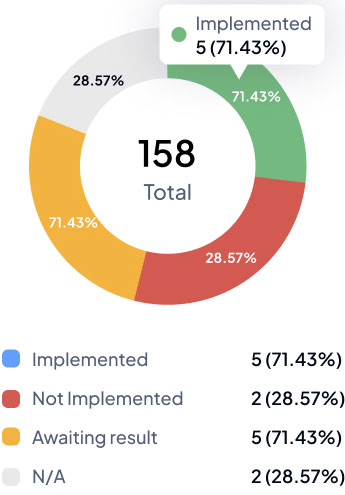 Implemented
5 (71.43%)
28.57%
71.43%
158
Total
71.43%
28.57%
Implemented 5 (71.43%)
Not Implemented 2 (28.57%)
Awaiting result 5 (71.43%)
N/A 2 (28.57%)